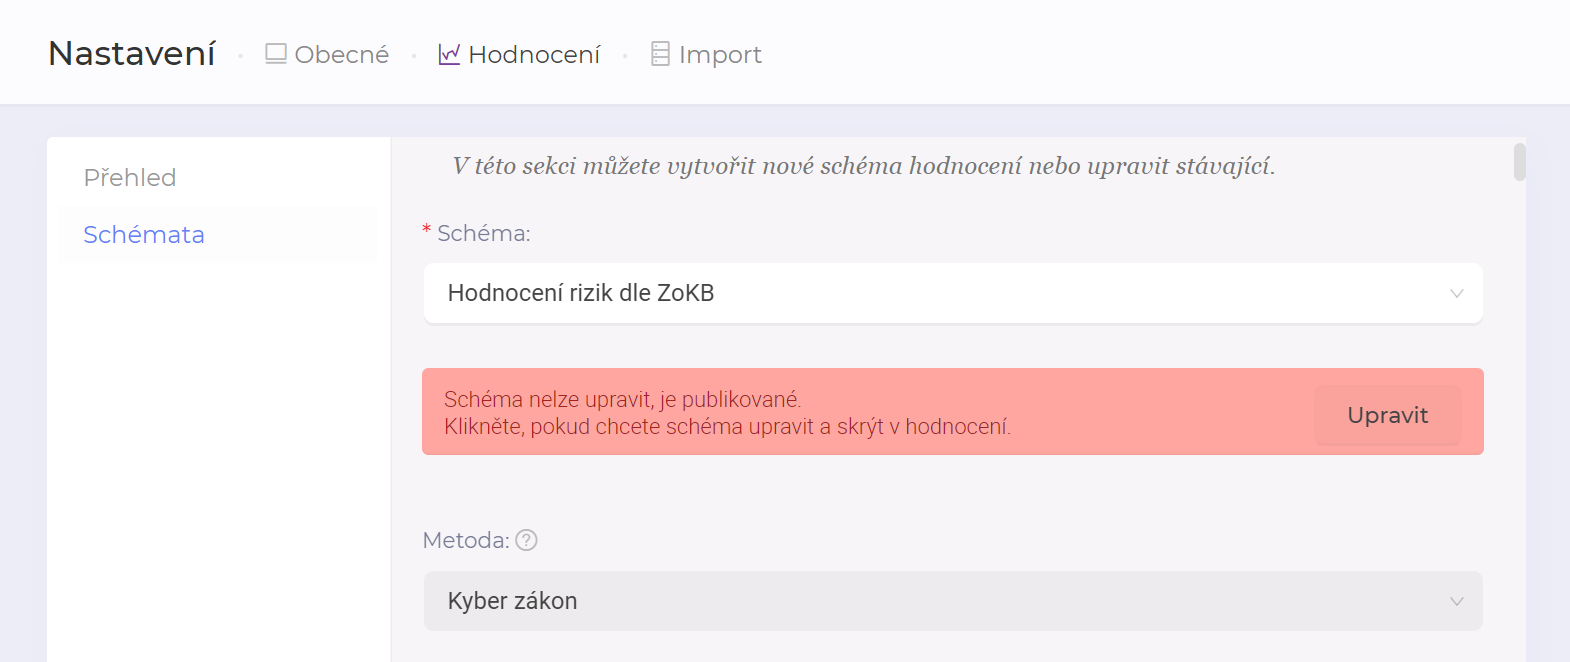 Nastavení · Obecné · Hodnocení · Import
Přehled
Schémata
V této sekci můžete vytvořit nové schéma hodnocení nebo upravit stávající.
* Schéma:
Hodnocení rizik dle ZoKB
Schéma nelze upravit, je publikované.
Klikněte, pokud chcete schéma upravit a skrýt v hodnocení.
Upravit
Metoda: ?
Kyber zákon